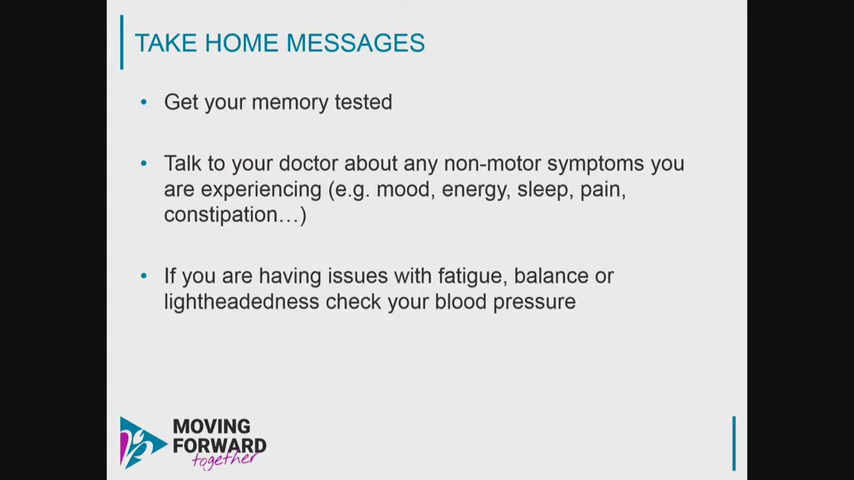 TAKE HOME MESSAGES
• Get your memory tested
• Talk to your doctor about any non-motor symptoms you
are experiencing (e.g. mood, energy, sleep, pain,
constipation…)
• If you are having issues with fatigue, balance or
lightheadedness check your blood pressure
MOVING
FORWARD
together